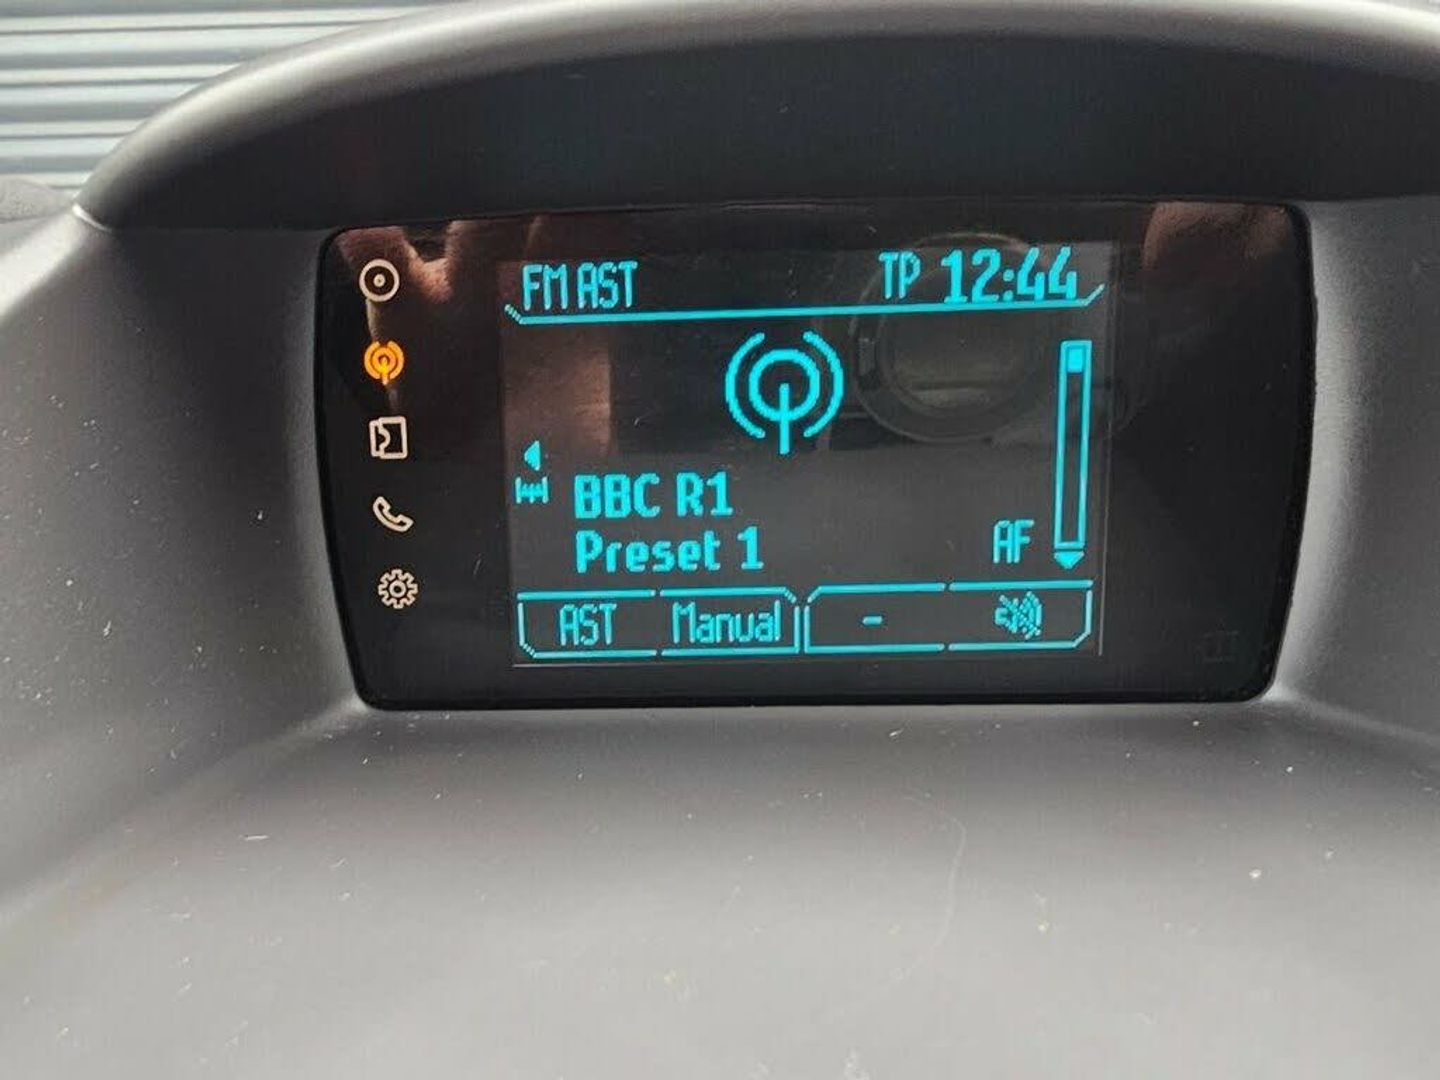 FM AST TP 12:44
BBC R1
Preset 1 AF
AST Manual -